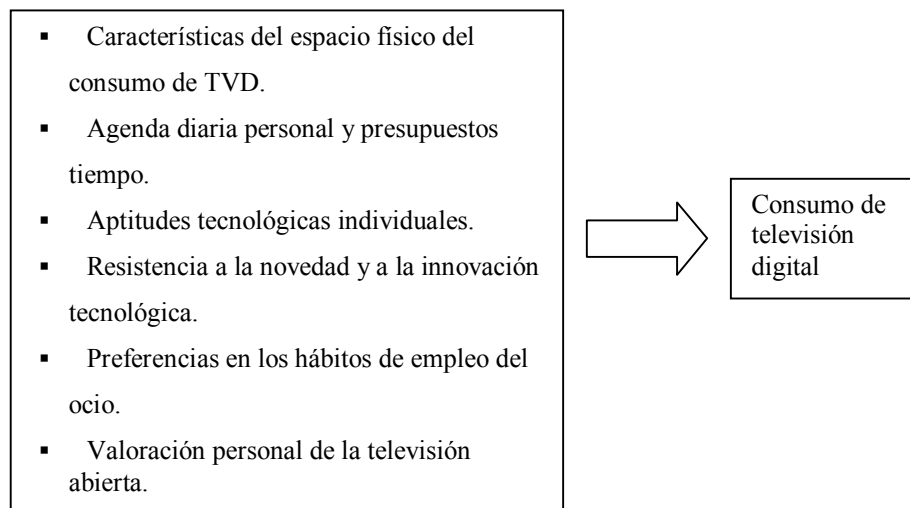 ▪ Características del espacio físico del
consumo de TVD.
▪ Agenda diaria personal y presupuestos
tiempo.
▪ Aptitudes tecnológicas individuales.
▪ Resistencia a la novedad y a la innovación
tecnológica.
▪ Preferencias en los hábitos de empleo del
ocio.
▪ Valoración personal de la televisión
abierta.
Consumo de
televisión
digital